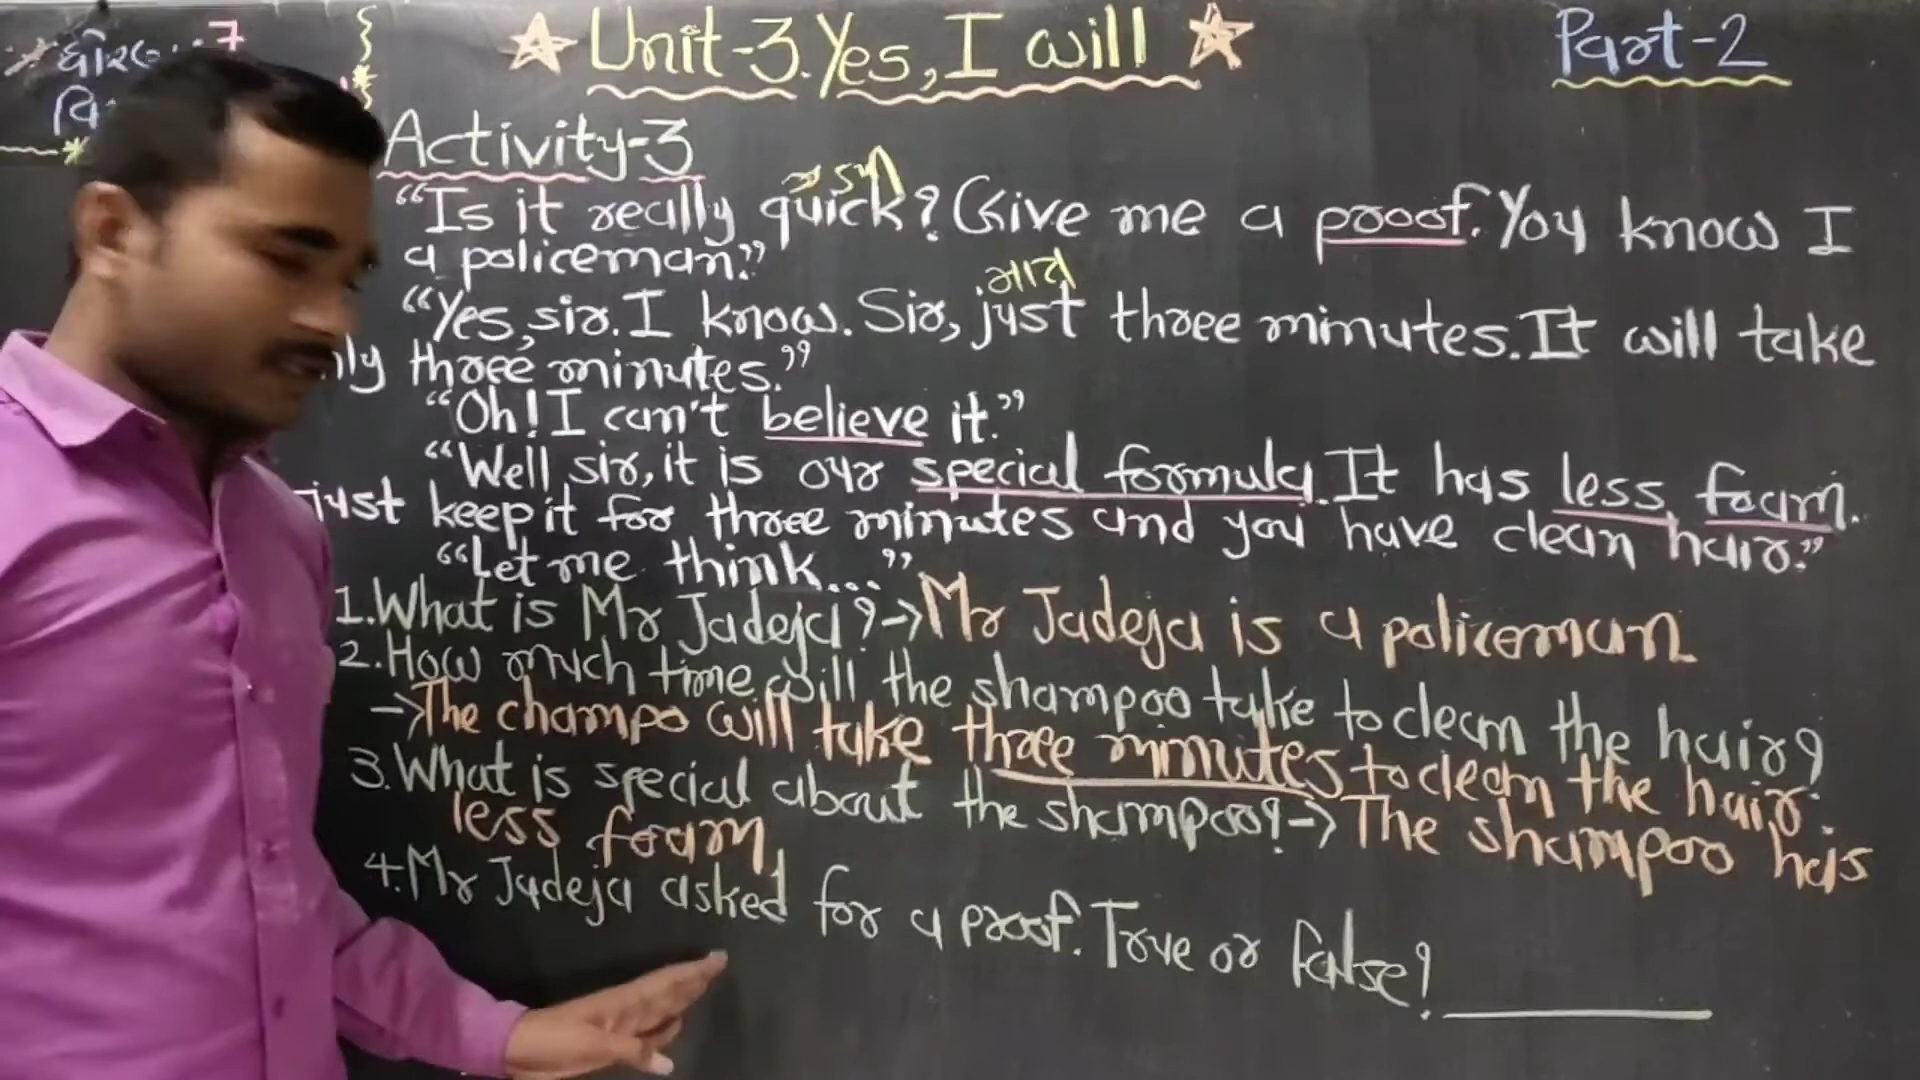 ધોરણ 7
Unit-3. Yes, I will
Part-2
Activity-3
"Is it really quick? Give me a proof. You know I
a policeman."
માત્ર
"Yes, sir. I know. Sir, just three minutes. It will take
nly three minutes."
"Oh! I can't believe it."
"Well sir, it is our special formula. It has less foam.
just keep it for three minutes and you have clean hair."
"Let me think..."
1. What is Mr Jadeja? → Mr Jadeja is a policeman
2. How much time will the shampoo take to clean the hair?
→ The champo will take three minutes to clean the hair.
3. What is special about the shampoo? → The shampoo has
less foam
4. Mr Jadeja asked for a proof. True or false?